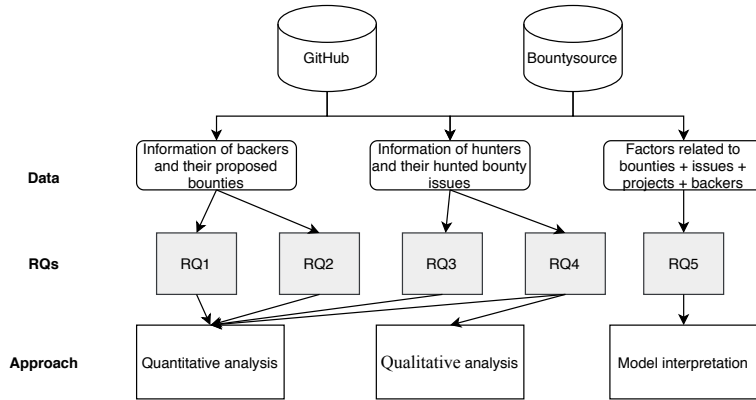 GitHub
Bountysource
Data
Information of backers
and their proposed
bounties
Information of hunters
and their hunted bounty
issues
Factors related to
bounties + issues +
projects + backers
RQs
RQ1
RQ2
RQ3
RQ4
RQ5
Approach
Quantitative analysis
Qualitative analysis
Model interpretation